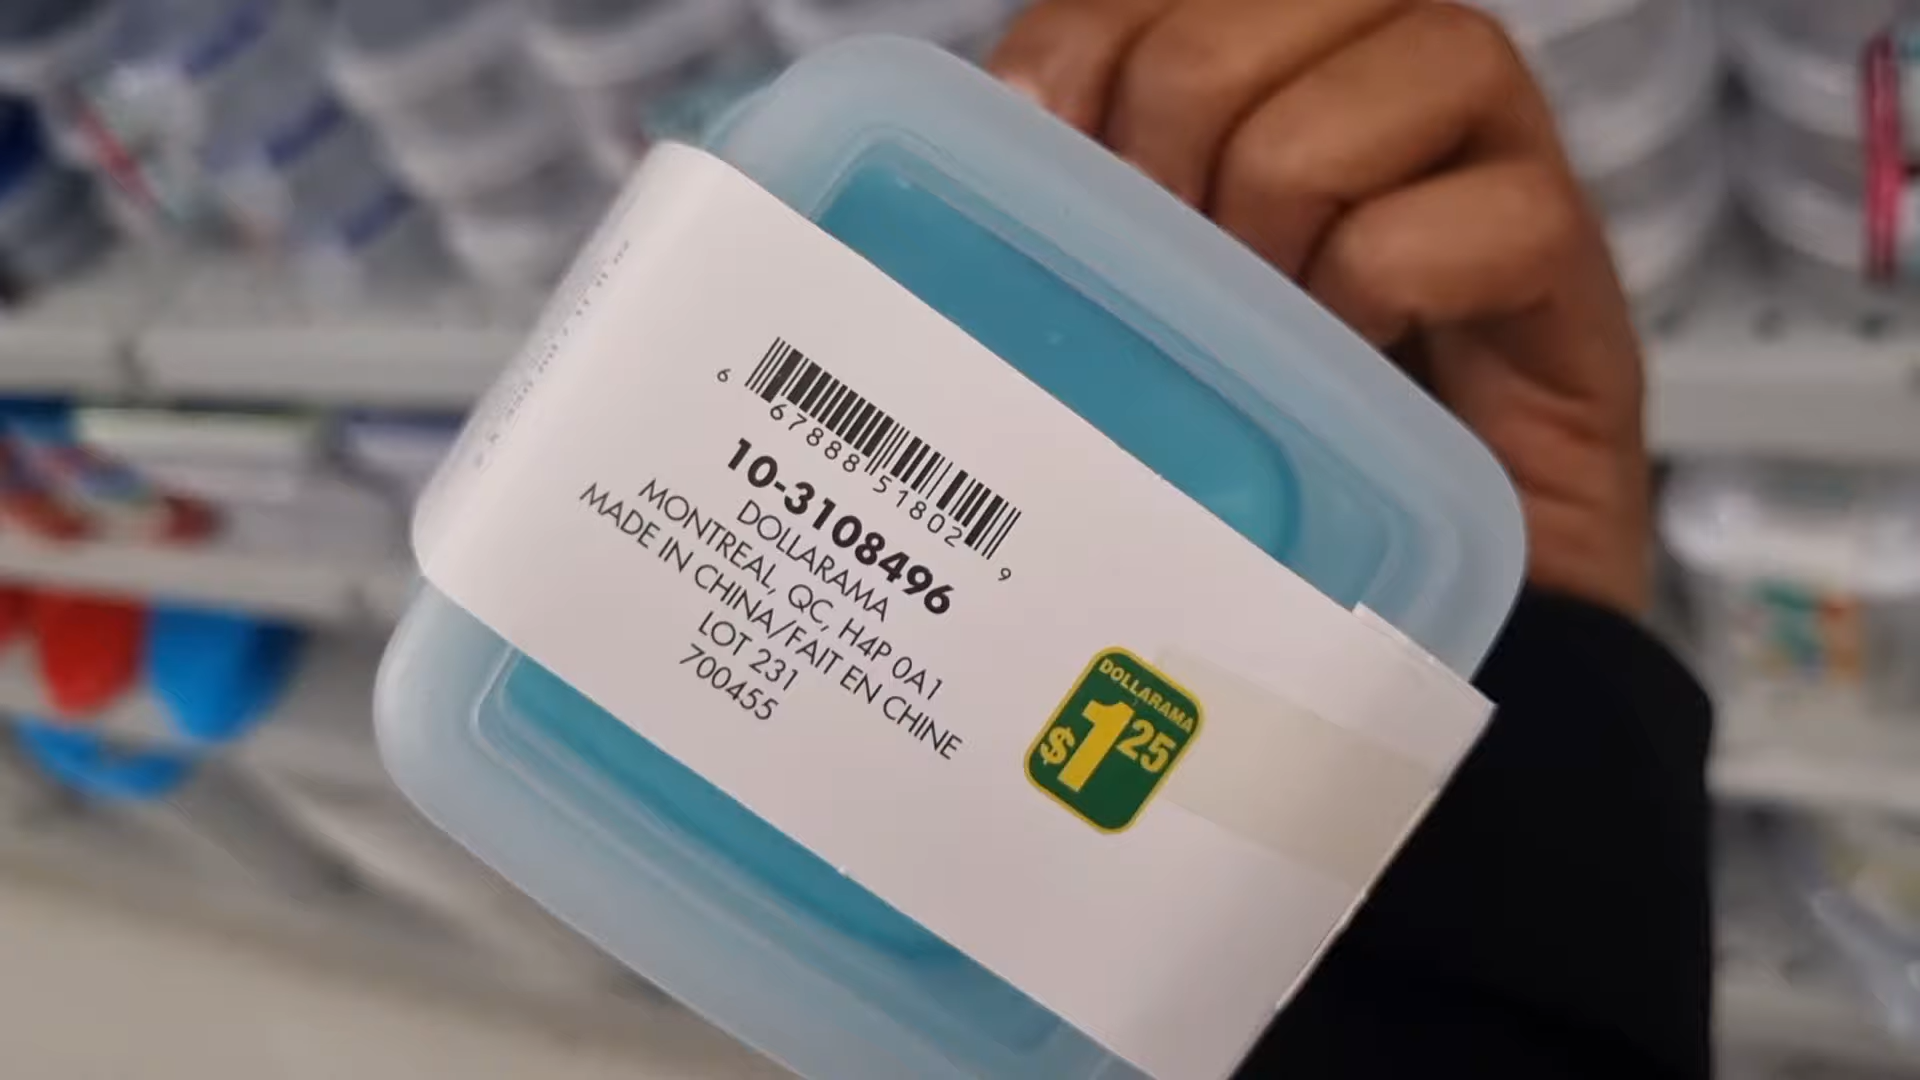 6 67888 51802 9
10-3108496
DOLLARAMA
MONTREAL, QC, H4P 0A1
MADE IN CHINA/FAIT EN CHINE
LOT 231
700455
DOLLARAMA
$1 25